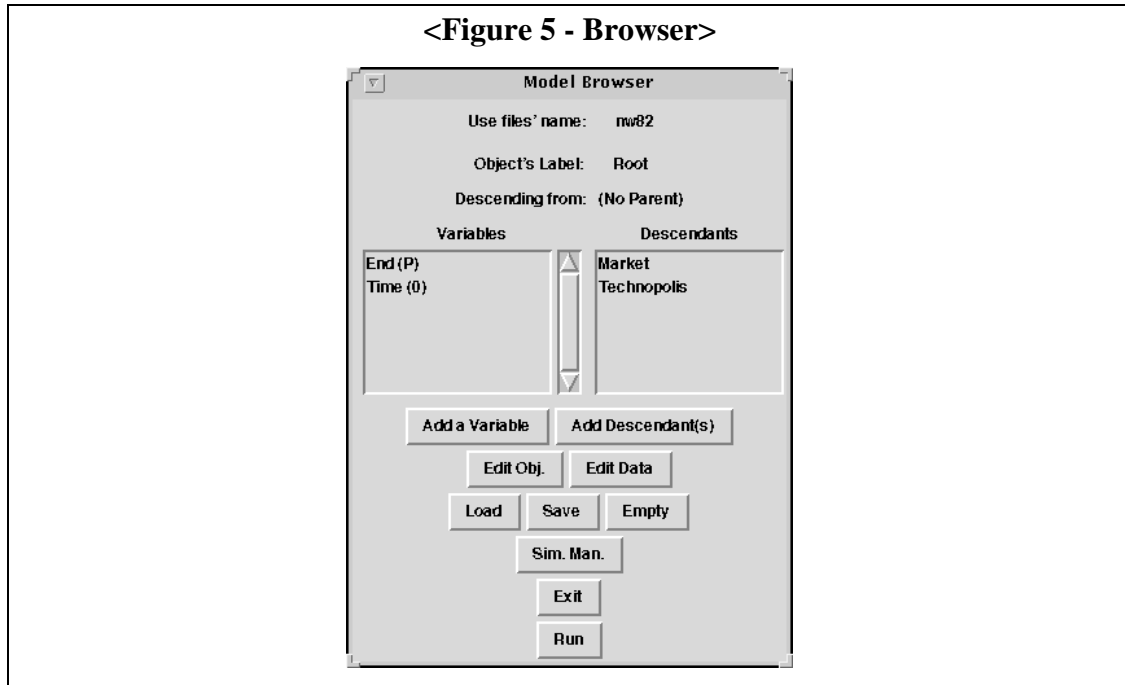 <Figure 5 - Browser>
Model Browser
Use files' name: nw82
Object's Label: Root
Descending from: (No Parent)
Variables Descendants
End (P) Market
Time (0) Technopolis
Add a Variable Add Descendant(s)
Edit Obj. Edit Data
Load Save Empty
Sim. Man.
Exit
Run